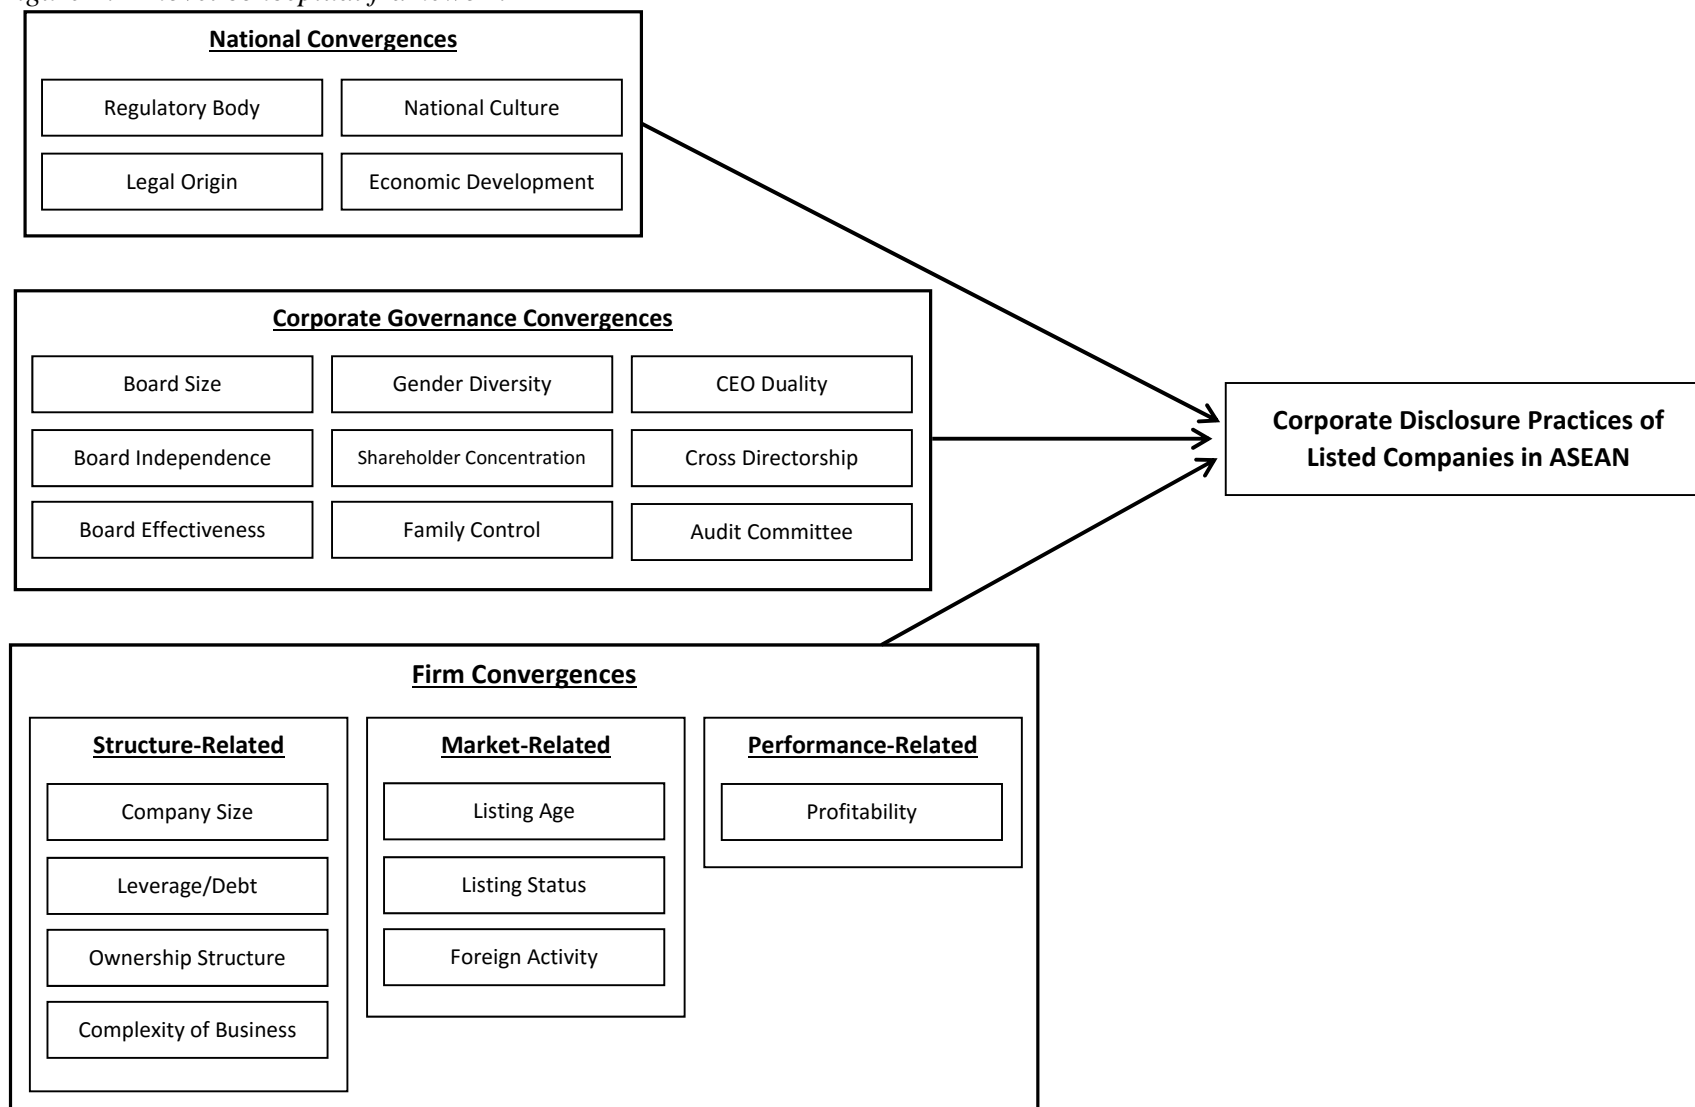 National Convergences
Regulatory Body
National Culture
Legal Origin
Economic Development
Corporate Governance Convergences
Board Size
Gender Diversity
CEO Duality
Board Independence
Shareholder Concentration
Cross Directorship
Board Effectiveness
Family Control
Audit Committee
Corporate Disclosure Practices of
Listed Companies in ASEAN
Firm Convergences
Structure-Related
Company Size
Leverage/Debt
Ownership Structure
Complexity of Business
Market-Related
Listing Age
Listing Status
Foreign Activity
Performance-Related
Profitability